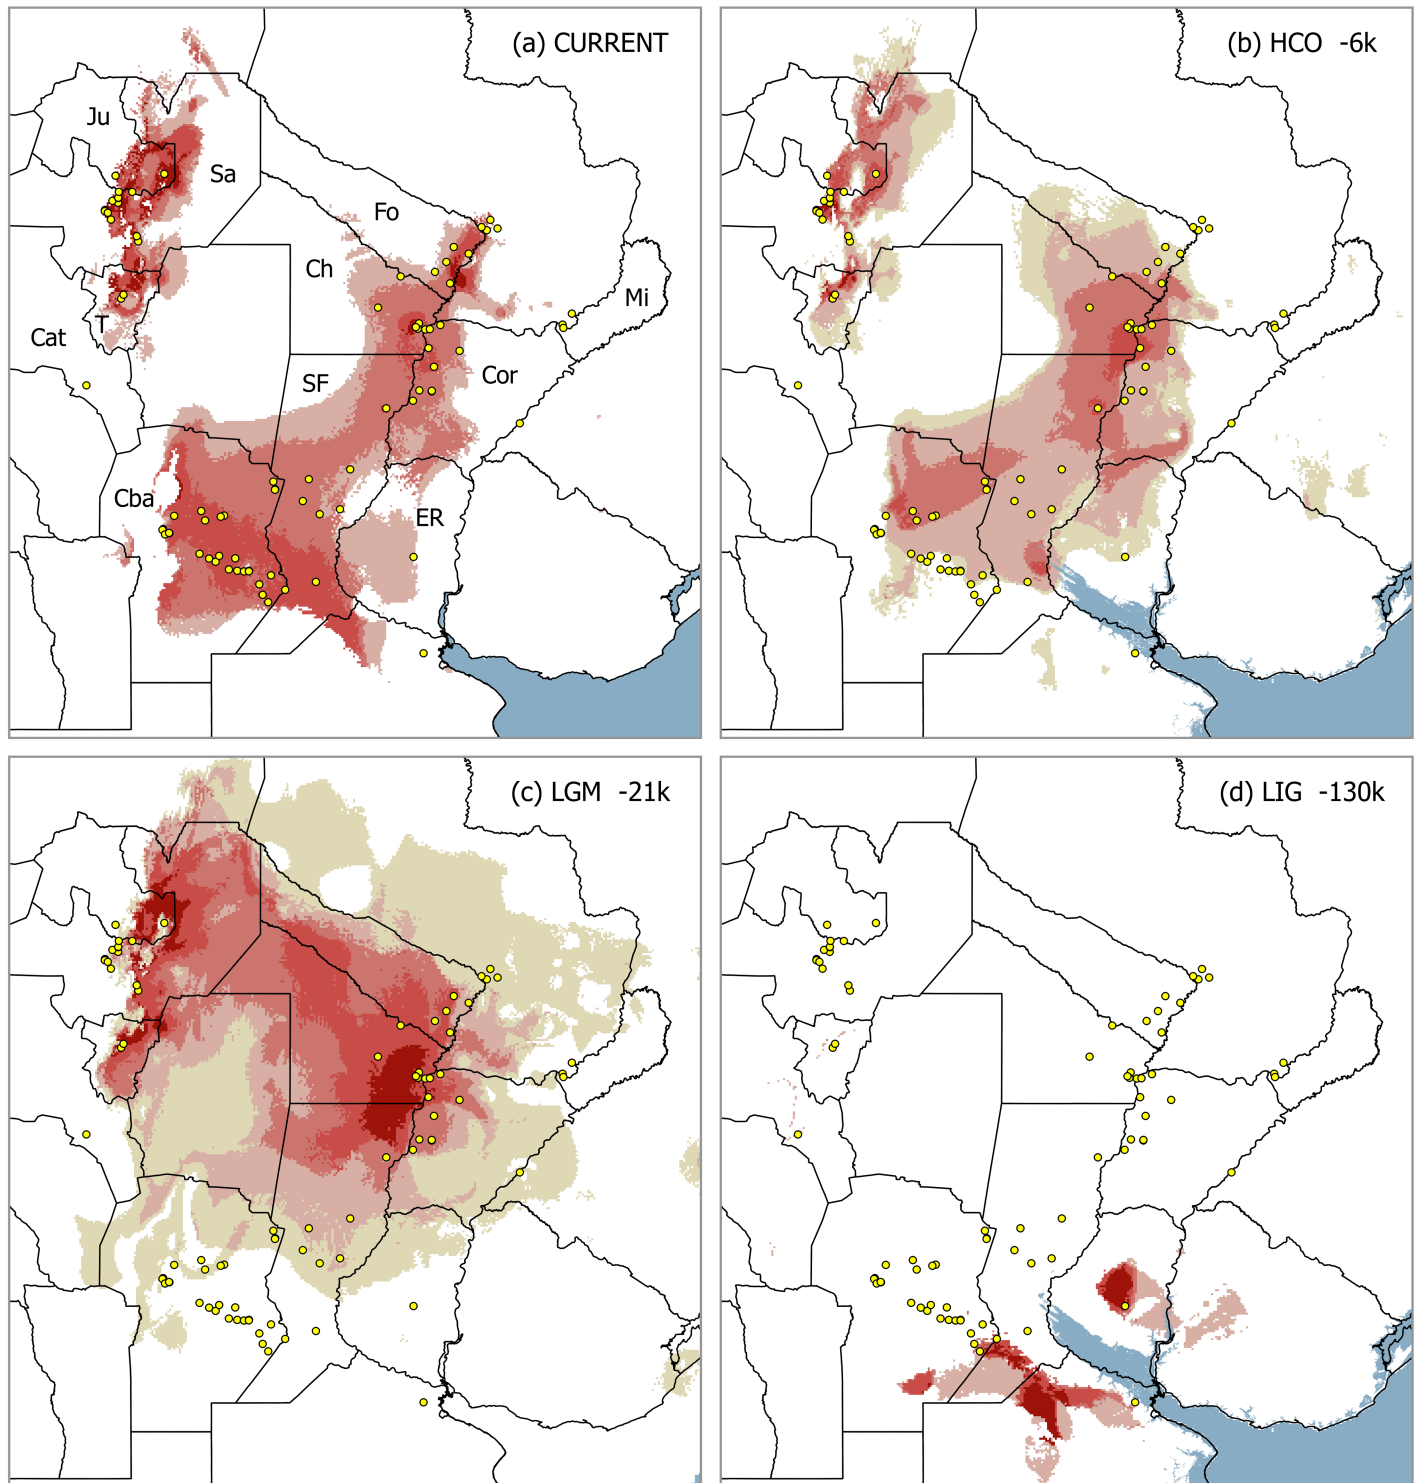 (a) CURRENT
Ju
Sa
Fo
Ch
Mi
T
Cat
SF
Cor
Cba
ER
(b) HCO -6k
(c) LGM -21k
(d) LIG -130k